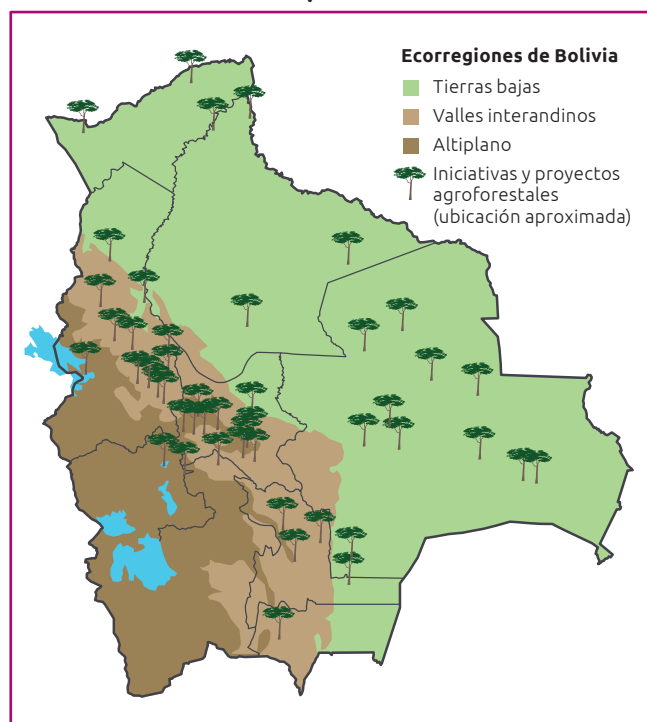 Ecorregiones de Bolivia
Tierras bajas
Valles interandinos
Altiplano
Iniciativas y proyectos
agroforestales
(ubicación aproximada)